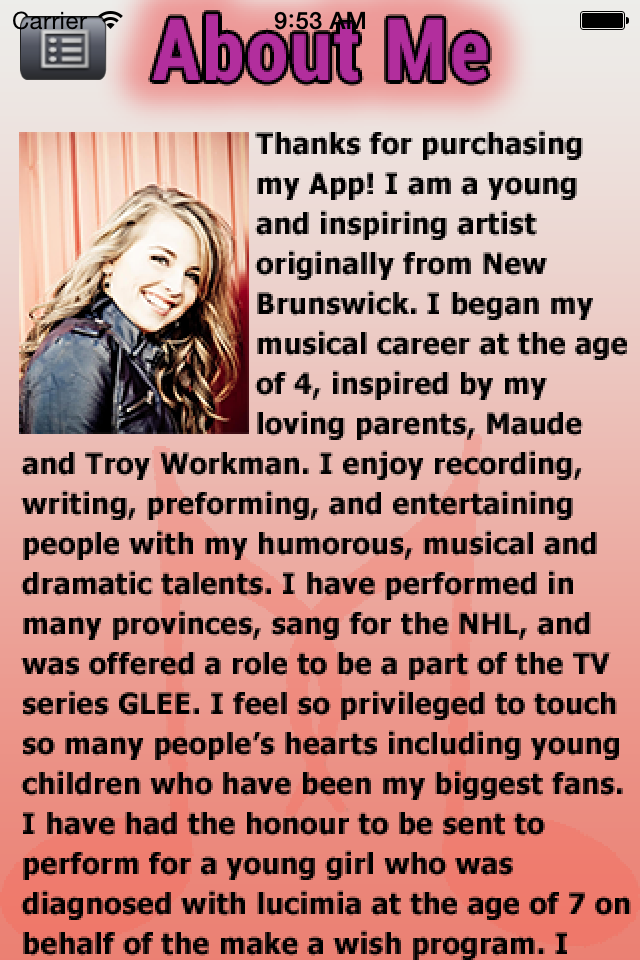 Carrier 9:53 AM
About Me
Thanks for purchasing
my App! I am a young
and inspiring artist
originally from New
Brunswick. I began my
musical career at the age
of 4, inspired by my
loving parents, Maude
and Troy Workman. I enjoy recording,
writing, preforming, and entertaining
people with my humorous, musical and
dramatic talents. I have performed in
many provinces, sang for the NHL, and
was offered a role to be a part of the TV
series GLEE. I feel so privileged to touch
so many people’s hearts including young
children who have been my biggest fans.
I have had the honour to be sent to
perform for a young girl who was
diagnosed with lucimia at the age of 7 on
behalf of the make a wish program. I